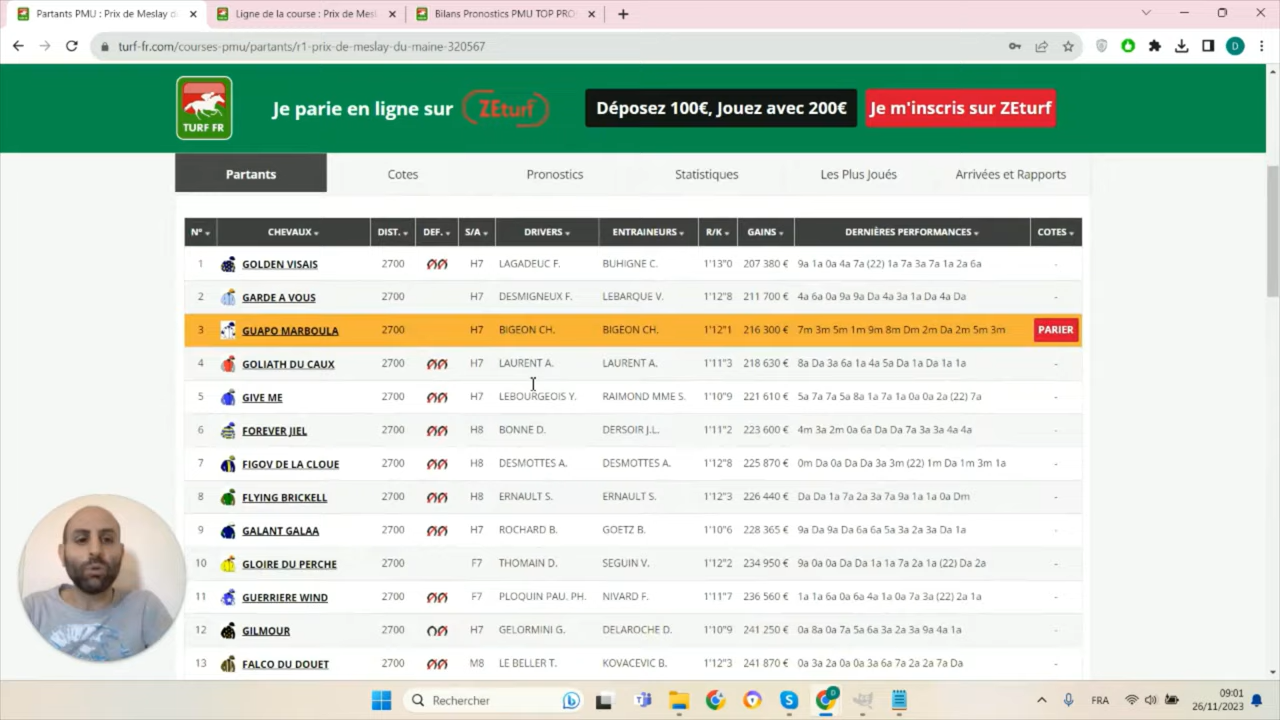 Partants PMU : Prix de Meslay d
Ligne de la course : Prix de Mesl
Bilans Pronostics PMU TOP PRO
turf-fr.com/courses-pmu/partants/r1-prix-de-meslay-du-maine-320567
D
TURF FR
Je parie en ligne sur ZEturf
Déposez 100€, Jouez avec 200€
Je m'inscris sur ZEturf
Partants Cotes Pronostics Statistiques Les Plus Joués Arrivées et Rapports
N° CHEVAUX DIST. DEF. S/A DRIVERS ENTRAINEURS R/K GAINS DERNIÈRES PERFORMANCES COTES
1 GOLDEN VISAIS 2700 H7 LAGADEUC F. BUHIGNE C. 1'13"0 207 380 € 9a 1a 0a 4a 7a (22) 1a 7a 3a 7a 1a 2a 6a -
2 GARDE A VOUS 2700 H7 DESMIGNEUX F. LEBARQUE V. 1'12"8 211 700 € 4a 6a 0a 9a 9a Da 4a 3a 1a Da 4a Da -
3 GUAPO MARBOULA 2700 H7 BIGEON CH. BIGEON CH. 1'12"1 216 300 € 7m 3m 5m 1m 9m 8m Dm 2m Da 2m 5m 3m PARIER
4 GOLIATH DU CAUX 2700 H7 LAURENT A. LAURENT A. 1'11"3 218 630 € 8a Da 3a 6a 1a 4a 5a Da 1a Da 1a 1a -
5 GIVE ME 2700 H7 LEBOURGEOIS Y. RAIMOND MME S. 1'10"9 221 610 € 5a 7a 7a 5a 8a 1a 7a 1a 0a 0a 2a (22) 7a -
6 FOREVER JIEL 2700 H8 BONNE D. DERSOIR J.L. 1'11"2 223 600 € 4m 3a 2m 0a 6a Da Da 7a 3a 3a 4a 4a -
7 FIGOV DE LA CLOUE 2700 H8 DESMOTTES A. DESMOTTES A. 1'12"8 225 870 € 0m Da 0a Da Da 3a 3m (22) 1m Da 1m 3m 1a -
8 FLYING BRICKELL 2700 H8 ERNAULT S. ERNAULT S. 1'12"3 226 440 € Da Da 1a 7a 2a 3a 7a 9a 1a 1a 0a Dm -
9 GALANT GALAA 2700 H7 ROCHARD B. GOETZ B. 1'10"6 228 365 € 9a Da 9a Da 6a 6a 5a 3a 2a 3a Da 1a -
10 GLOIRE DU PERCHE 2700 F7 THOMAIN D. SEGUIN V. 1'12"2 234 950 € 9a 0a 0a Da Da 1a 1a 7a 2a 1a (22) Da 2a -
11 GUERRIERE WIND 2700 F7 PLOQUIN PAU. PH. NIVARD F. 1'11"7 236 560 € 1a 1a 6a 0a 6a 4a 1a 0a 7a 3a (22) 2a 1a -
12 GILMOUR 2700 H7 GELORMINI G. DELAROCHE D. 1'10"9 241 250 € 0a 8a 0a 7a 5a 6a 3a 2a 3a 9a 4a 1a -
13 FALCO DU DOUET 2700 M8 LE BELLER T. KOVACEVIC B. 1'12"3 241 870 € 0a 3a 2a 0a 0a 3a 6a 7a 2a 2a 7a Da -
Rechercher
FRA
09:01
26/11/2023